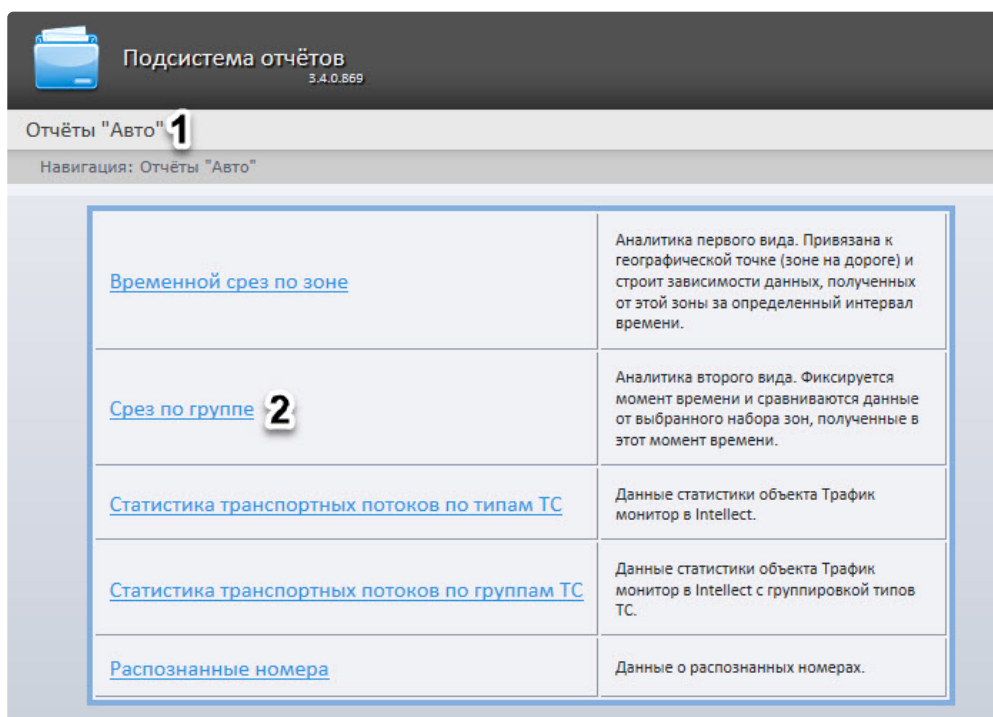 Подсистема отчётов
3.4.0.869
Отчёты "Авто" 1
Навигация: Отчёты "Авто"
Временной срез по зоне
Аналитика первого вида. Привязана к
географической точке (зоне на дороге) и
строит зависимости данных, полученных
от этой зоны за определенный интервал
времени.
Срез по группе 2
Аналитика второго вида. Фиксируется
момент времени и сравниваются данные
от выбранного набора зон, полученные в
этот момент времени.
Статистика транспортных потоков по типам ТС
Данные статистики объекта Трафик
монитор в Intellect.
Статистика транспортных потоков по группам ТС
Данные статистики объекта Трафик
монитор в Intellect с группировкой типов
ТС.
Распознанные номера
Данные о распознанных номерах.